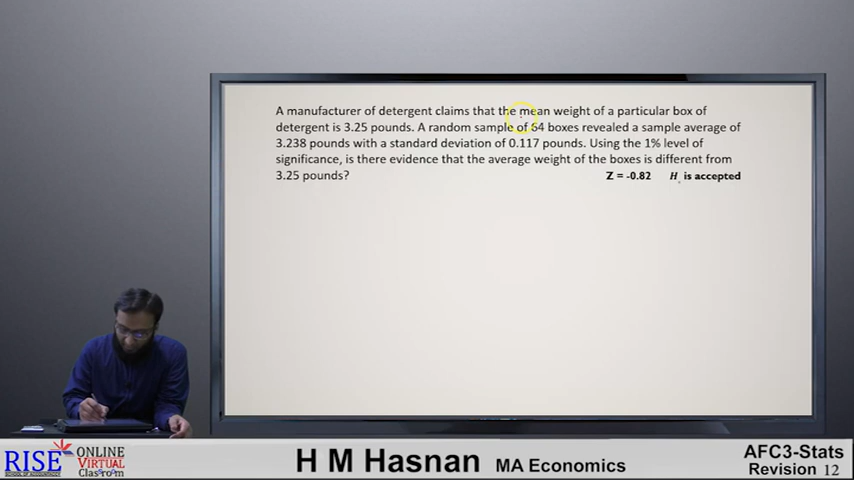 A manufacturer of detergent claims that the mean weight of a particular box of
detergent is 3.25 pounds. A random sample of 64 boxes revealed a sample average of
3.238 pounds with a standard deviation of 0.117 pounds. Using the 1% level of
significance, is there evidence that the average weight of the boxes is different from
3.25 pounds? Z = -0.82 H is accepted
RISE ONLINE VIRTUAL Classroom
SCHOOL OF ACCOUNTANCY
H M Hasnan MA Economics
AFC3-Stats
Revision 12